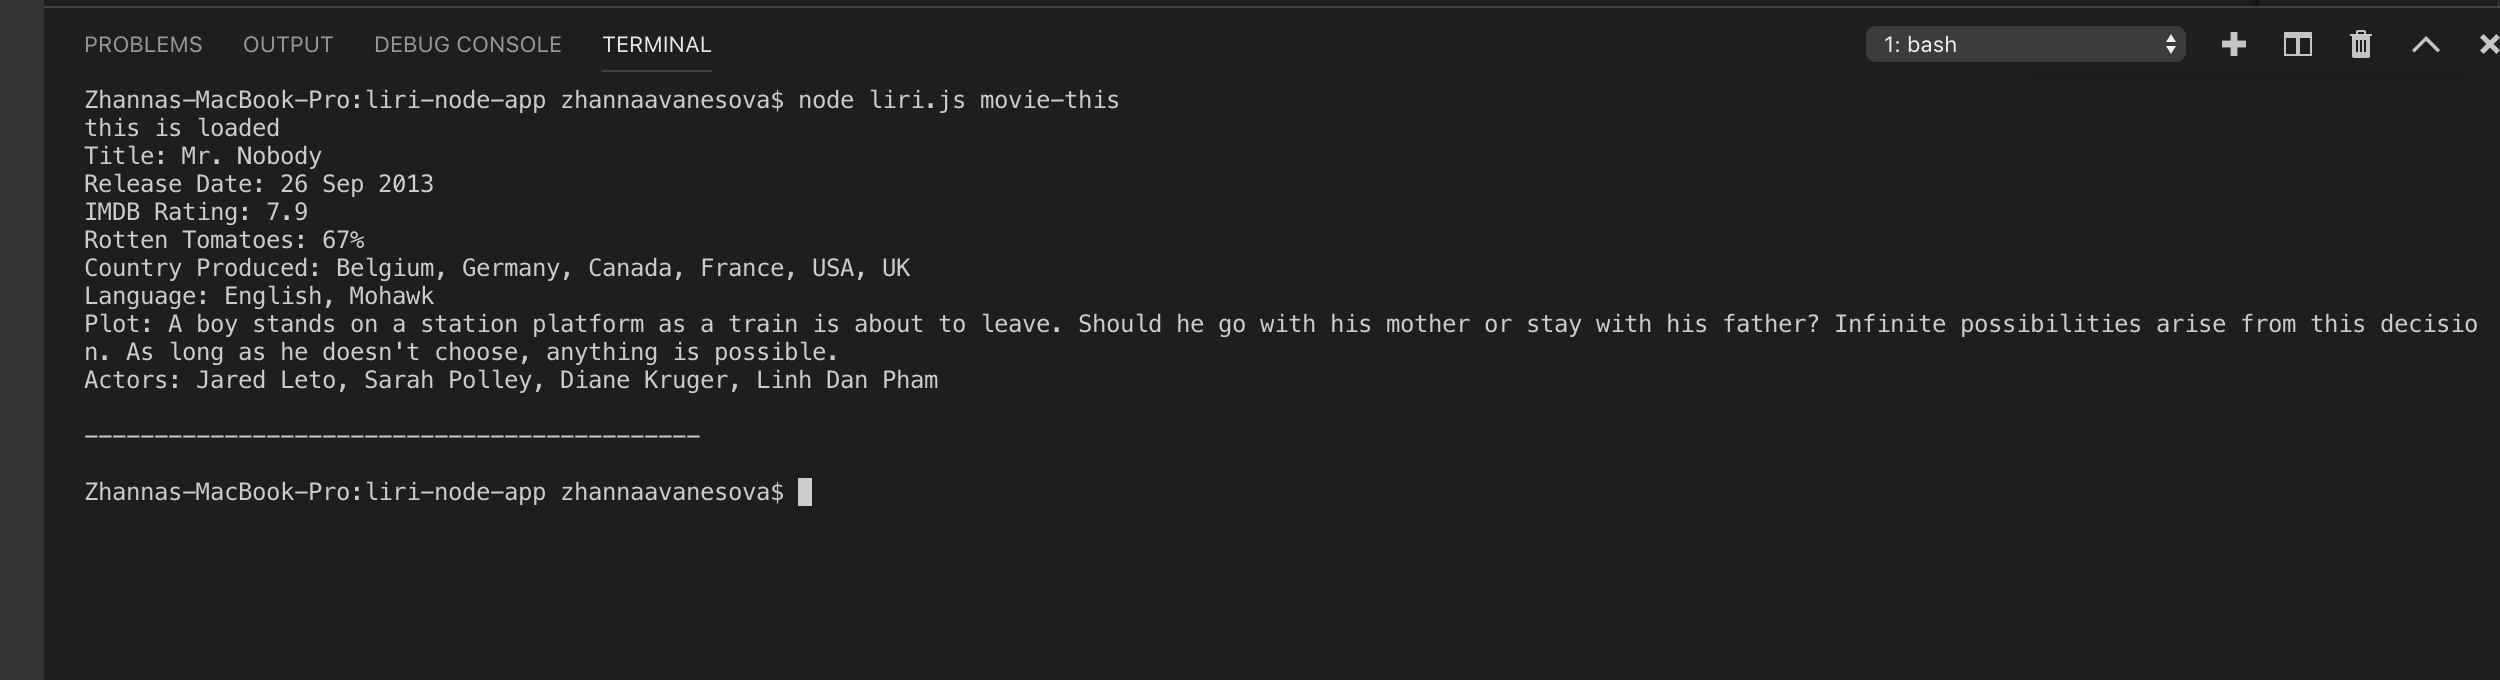 PROBLEMS OUTPUT DEBUG CONSOLE TERMINAL 1: bash
Zhannas-MacBook-Pro:liri-node-app zhannaavanesova$ node liri.js movie-this
this is loaded
Title: Mr. Nobody
Release Date: 26 Sep 2013
IMDB Rating: 7.9
Rotten Tomatoes: 67%
Country Produced: Belgium, Germany, Canada, France, USA, UK
Language: English, Mohawk
Plot: A boy stands on a station platform as a train is about to leave. Should he go with his mother or stay with his father? Infinite possibilities arise from this decisio
n. As long as he doesn't choose, anything is possible.
Actors: Jared Leto, Sarah Polley, Diane Kruger, Linh Dan Pham
--------------------------------------------
Zhannas-MacBook-Pro:liri-node-app zhannaavanesova$